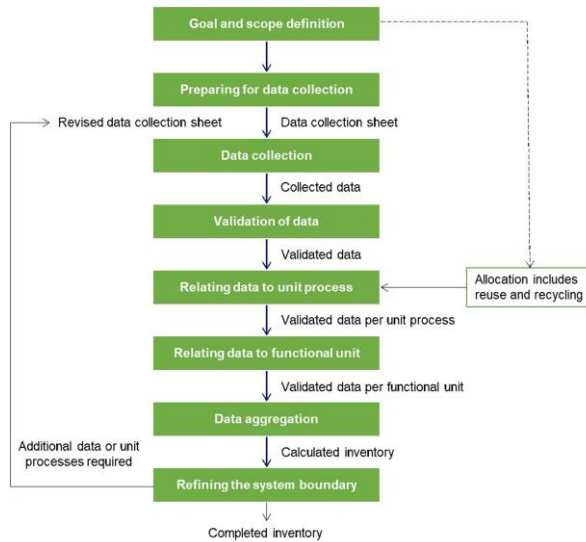 Goal and scope definition
Preparing for data collection
Revised data collection sheet
Data collection sheet
Data collection
Collected data
Validation of data
Validated data
Relating data to unit process
Allocation includes
reuse and recycling
Validated data per unit process
Relating data to functional unit
Validated data per functional unit
Data aggregation
Additional data or unit
processes required
Calculated inventory
Refining the system boundary
Completed inventory